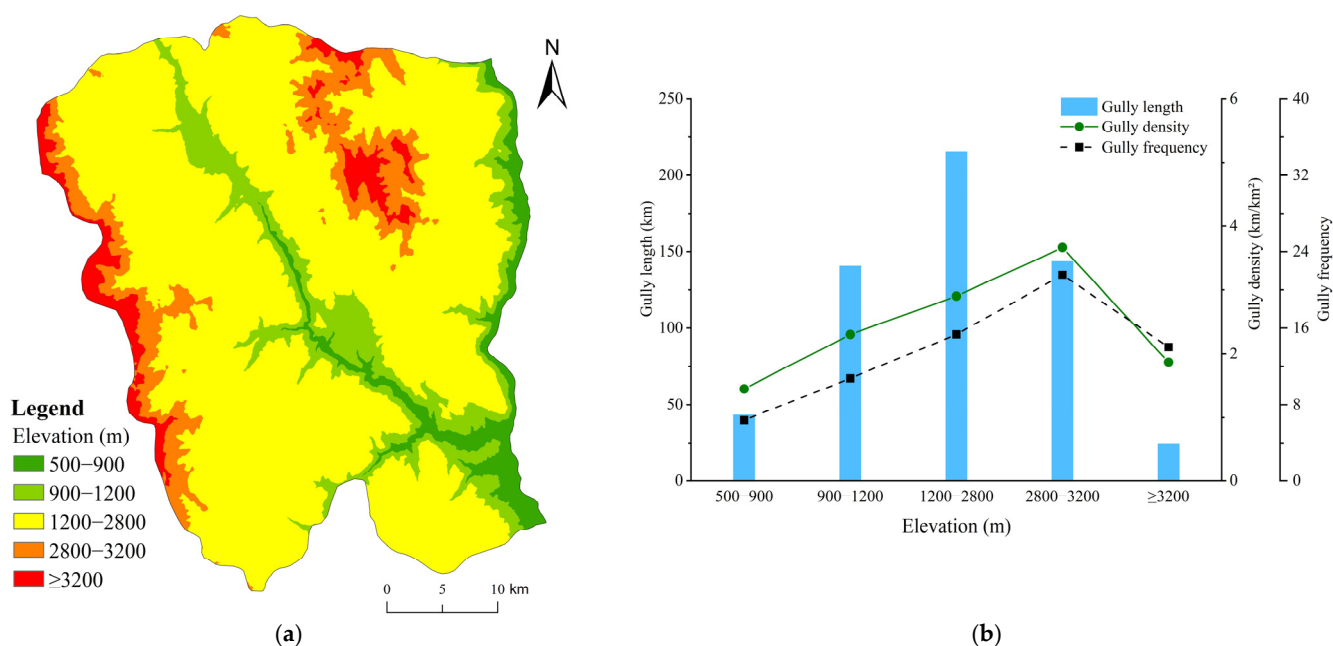 N
Legend
Elevation (m)
500−900
900−1200
1200−2800
2800−3200
≥3200
0 5 10 km
(a)
Gully length
Gully density
Gully frequency
250
200
150
100
50
0
Gully length (km)
6
4
2
0
Gully density (km/km²)
40
32
24
16
8
0
Gully frequency
500−900 900−1200 1200−2800 2800−3200 ≥3200
Elevation (m)
(b)